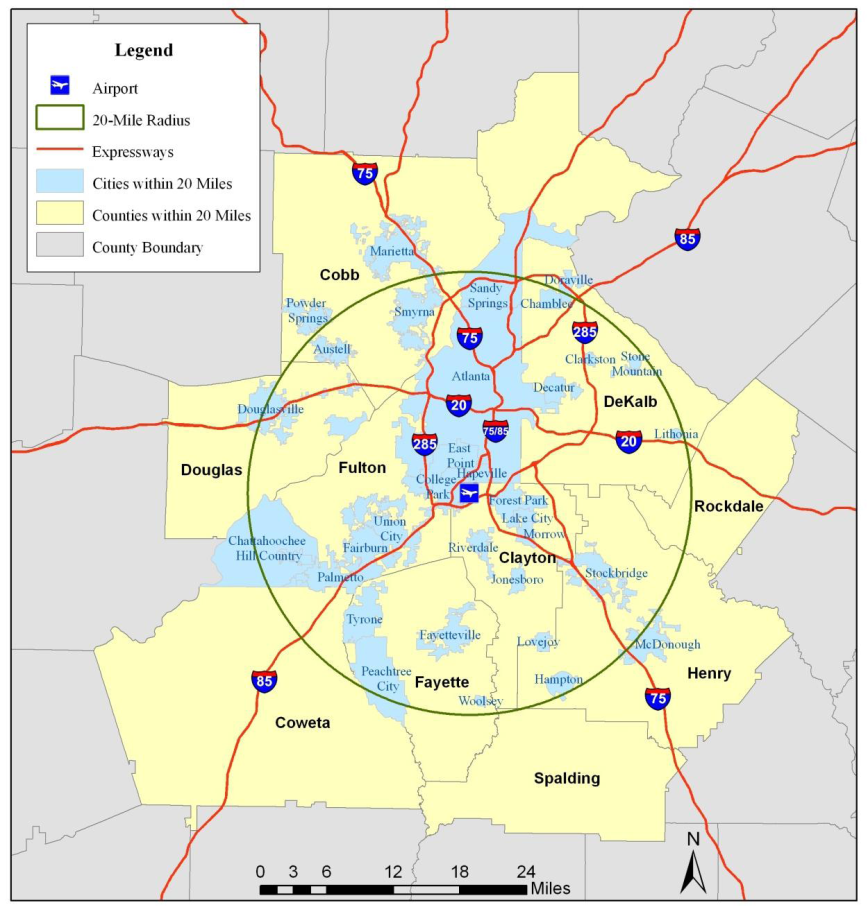 Legend
Airport
20-Mile Radius
Expressways
Cities within 20 Miles
Counties within 20 Miles
County Boundary
75
85
Marietta
Cobb
Doraville
Sandy
Springs
Chamblee
Powder
Springs
Smyrna
285
75
Austell
Clarkston
Stone
Mountain
Atlanta
Decatur
DeKalb
Douglasville
20
75/85
Lithonia
285
20
East
Point
Douglas
Fulton
Hapeville
College
Park
Forest Park
Rockdale
Lake City
Union
City
Morrow
Chattahoochee
Hill Country
Fairburn
Riverdale
Clayton
Palmetto
Jonesboro
Stockbridge
Tyrone
Fayetteville
Lovejoy
McDonough
Peachtree
City
85
Fayette
Hampton
Henry
75
Woolsey
Coweta
Spalding
N
0 3 6 12 18 24
Miles